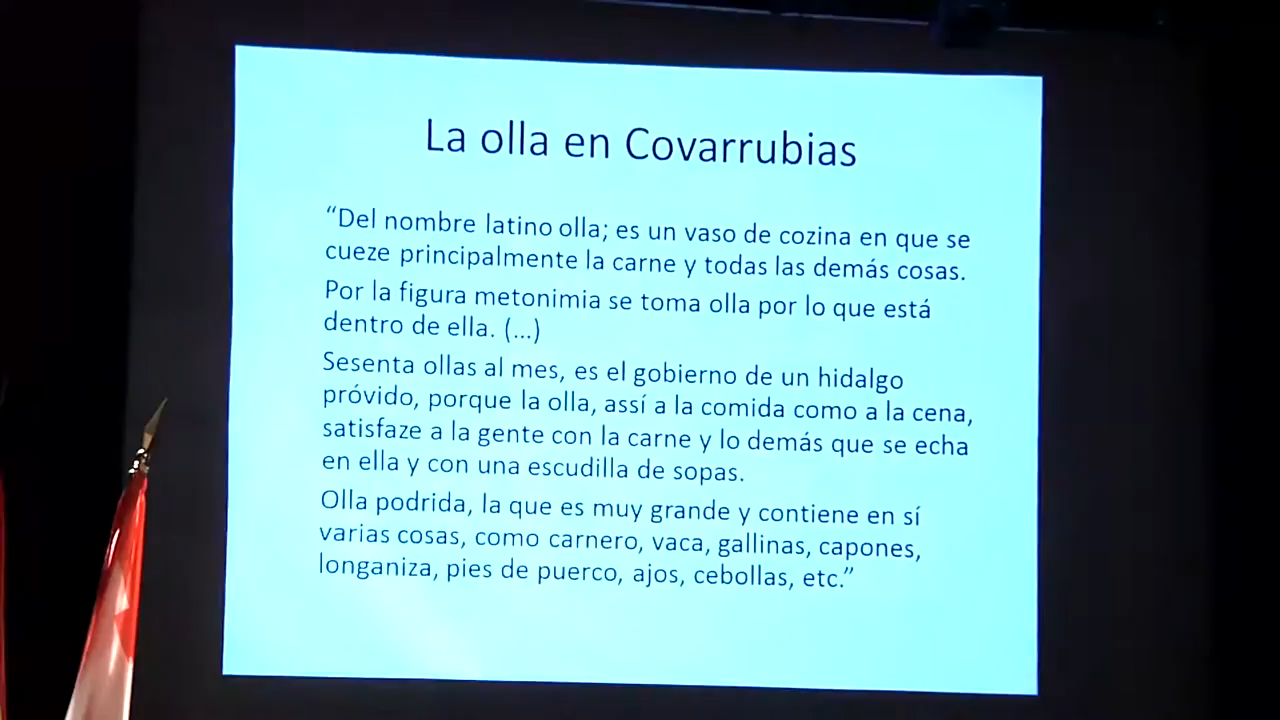 La olla en Covarrubias
“Del nombre latino olla; es un vaso de cozina en que se
cueze principalmente la carne y todas las demás cosas.
Por la figura metonimia se toma olla por lo que está
dentro de ella. (...)
Sesenta ollas al mes, es el gobierno de un hidalgo
próvido, porque la olla, assí a la comida como a la cena,
satisfaze a la gente con la carne y lo demás que se echa
en ella y con una escudilla de sopas.
Olla podrida, la que es muy grande y contiene en sí
varias cosas, como carnero, vaca, gallinas, capones,
longaniza, pies de puerco, ajos, cebollas, etc.”